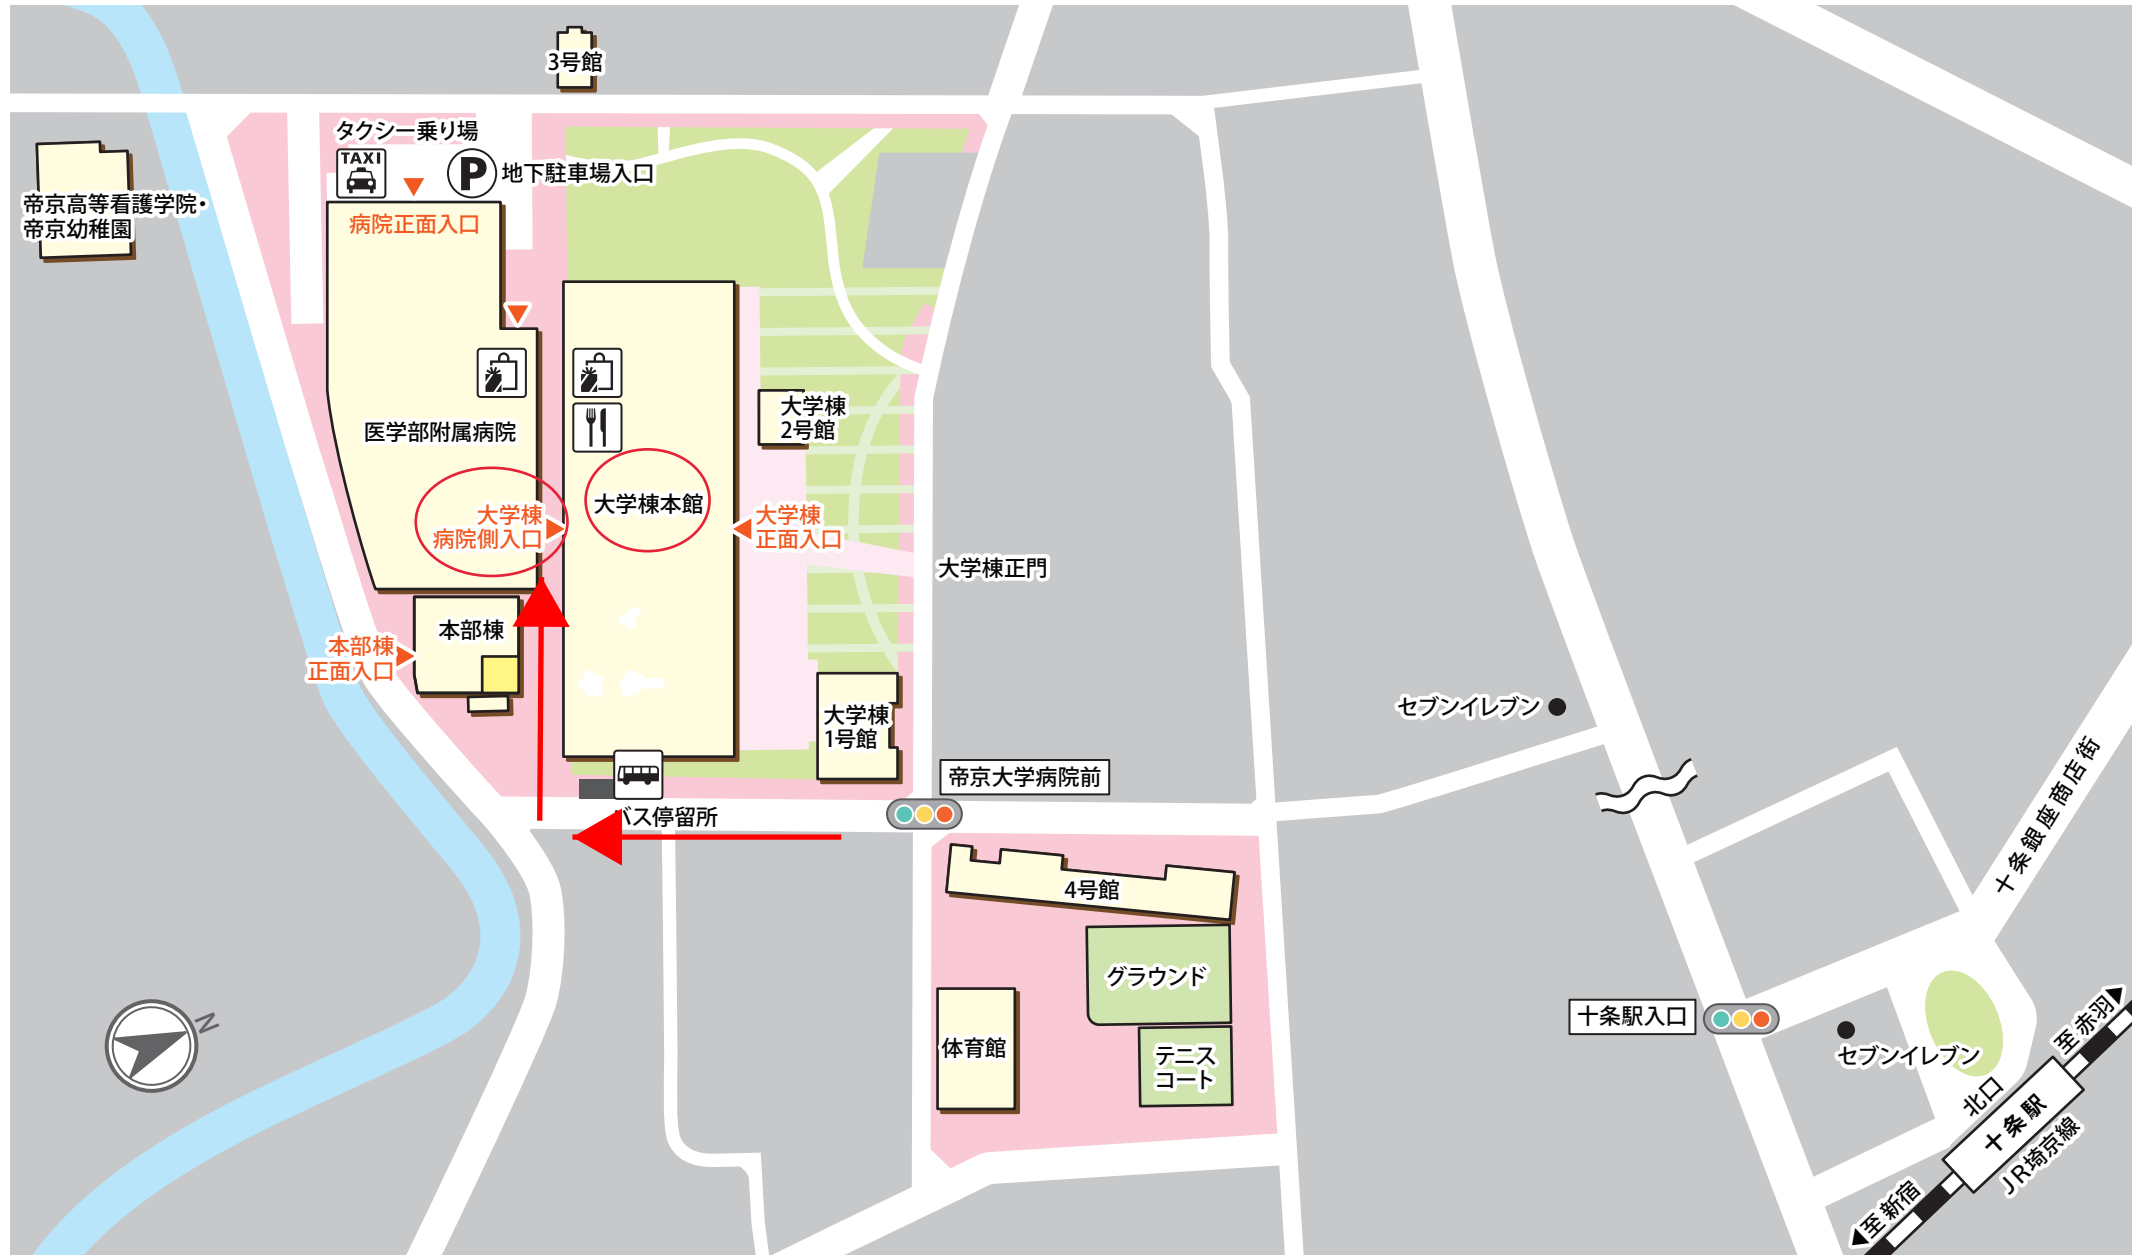 3号館
タクシー乗り場
TAXI
P
地下駐車場入口
帝京高等看護学院・
帝京幼稚園
病院正面入口
医学部附属病院
大学棟
2号館
大学棟
病院側入口
大学棟本館
大学棟
正面入口
大学棟正門
本部棟
本部棟
正面入口
大学棟
1号館
セブンイレブン
帝京大学病院前
バス停留所
十条銀座商店街
4号館
グラウンド
体育館
テニス
コート
N
十条駅入口
セブンイレブン
至赤羽
北口
十条駅
JR埼京線
至新宿